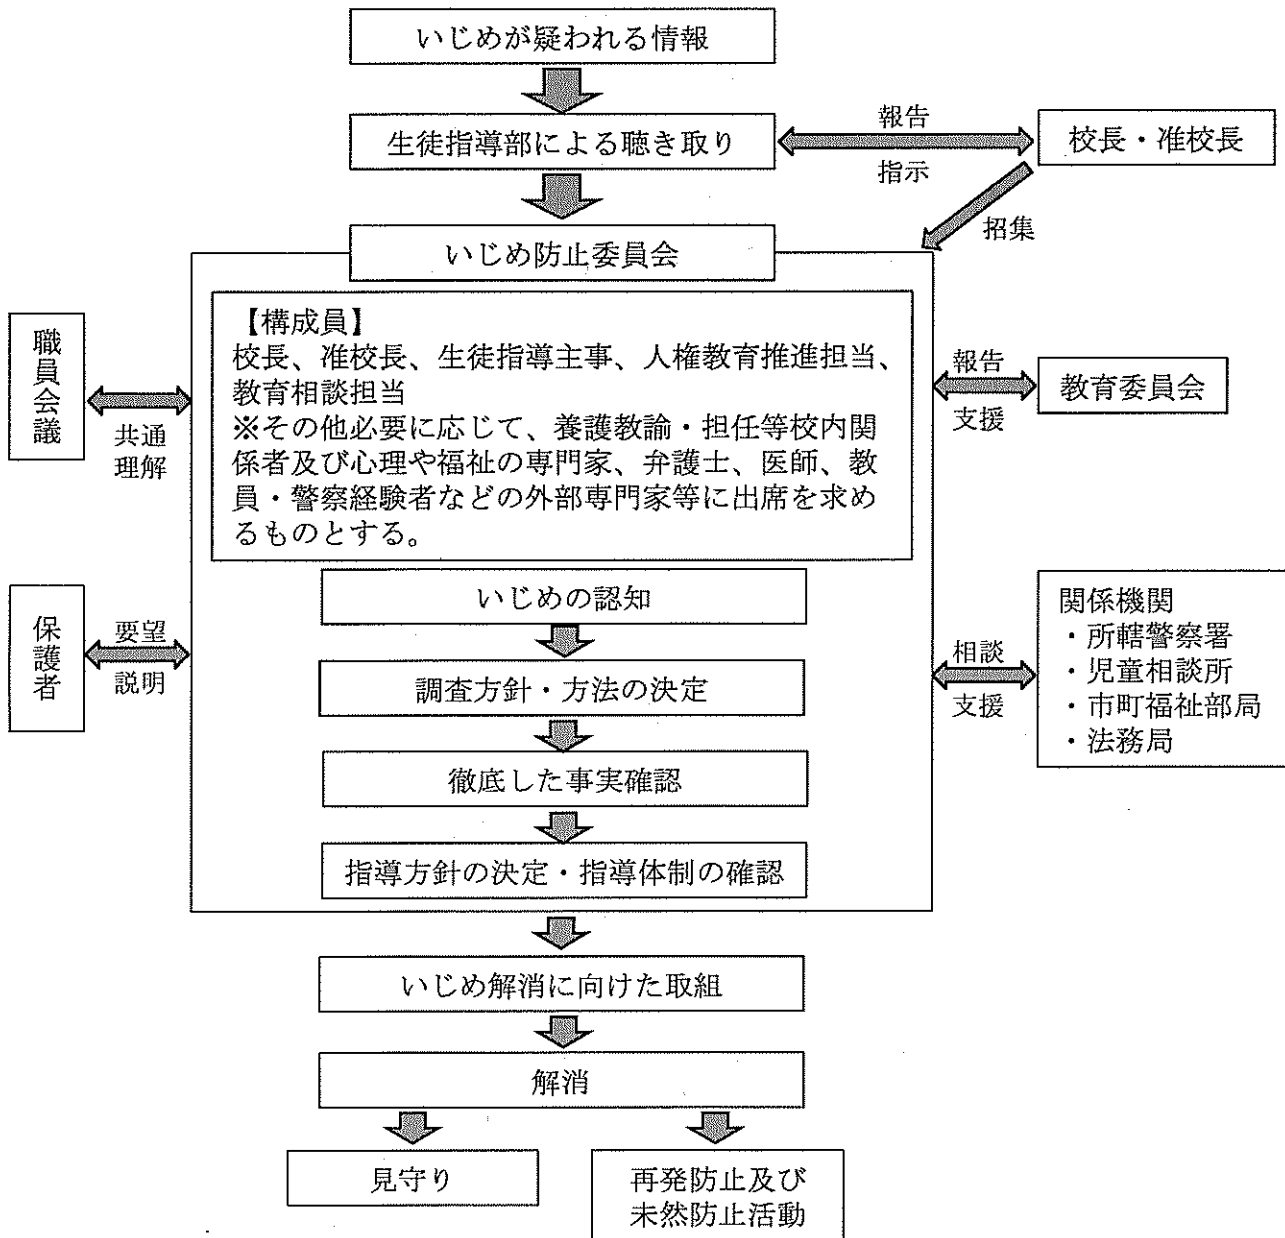 いじめが疑われる情報
生徒指導部による聴き取り
報告
指示
校長・准校長
招集
いじめ防止委員会
【構成員】
校長、准校長、生徒指導主事、人権教育推進担当、
教育相談担当
※その他必要に応じて、養護教諭・担任等校内関
係者及び心理や福祉の専門家、弁護士、医師、教
員・警察経験者などの外部専門家等に出席を求め
るものとする。
職員会議
共通
理解
報告
支援
教育委員会
いじめの認知
保護者
要望
説明
調査方針・方法の決定
相談
支援
関係機関
・所轄警察署
・児童相談所
・市町福祉部局
・法務局
徹底した事実確認
指導方針の決定・指導体制の確認
いじめ解消に向けた取組
解消
見守り
再発防止及び
未然防止活動